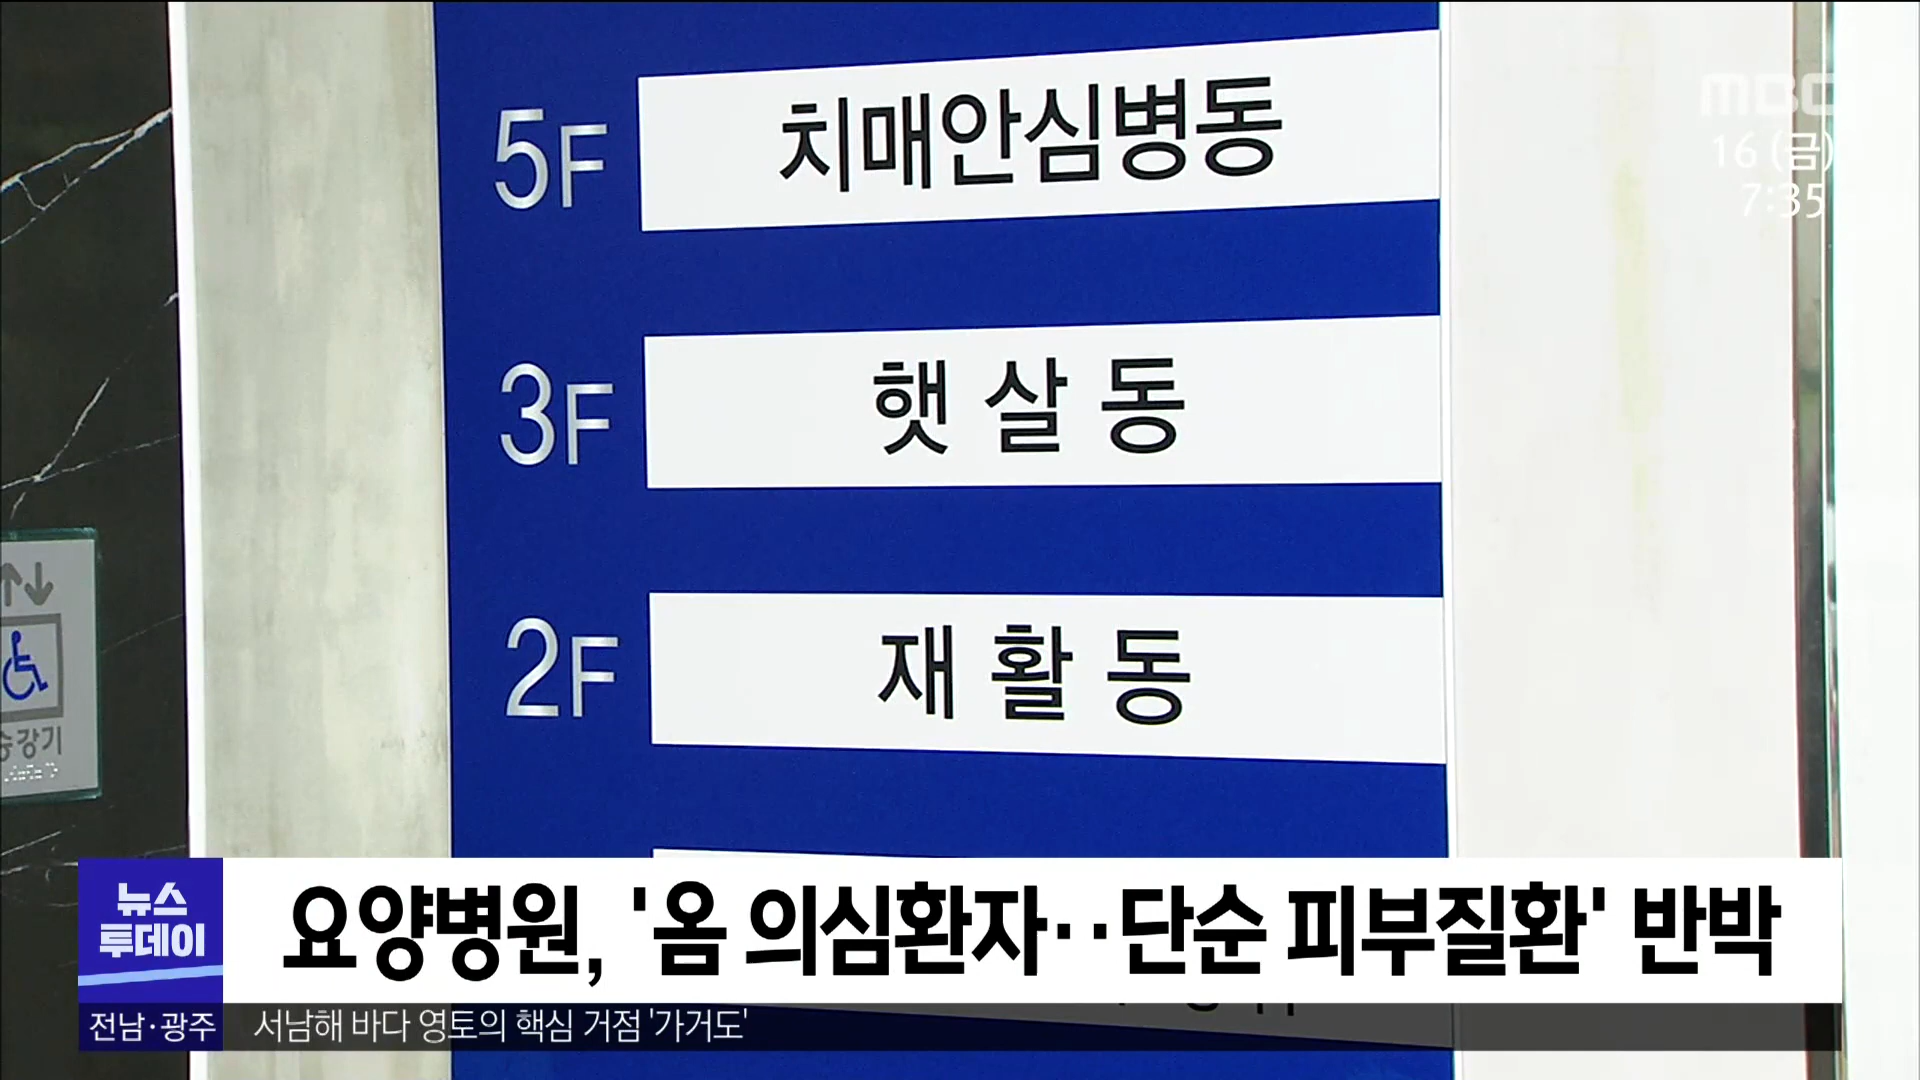 MBC
16 (금)
7:35
5F 치매안심병동
3F 햇살동
2F 재활동
승강기
뉴스
투데이
요양병원, '옴 의심환자‥단순 피부질환' 반박
전남·광주
서남해 바다 영토의 핵심 거점 '가거도'